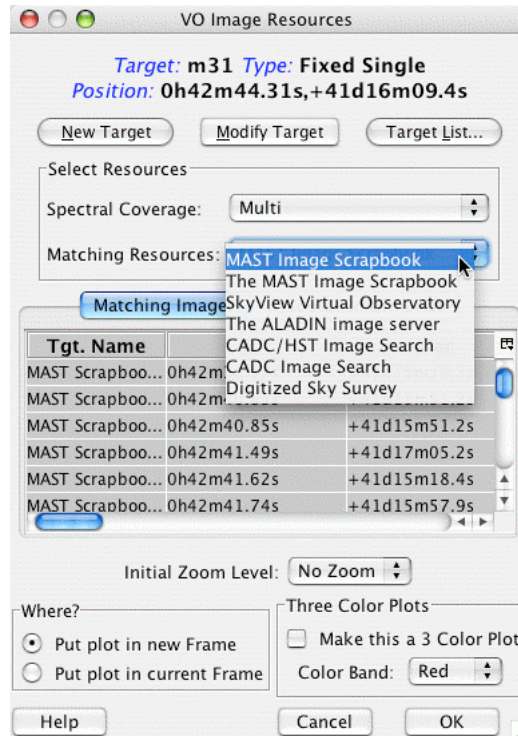 VO Image Resources
Target: m31 Type: Fixed Single
Position: 0h42m44.31s,+41d16m09.4s
New Target Modify Target Target List...
Select Resources
Spectral Coverage: Multi
Matching Resources:
MAST Image Scrapbook
The MAST Image Scrapbook
SkyView Virtual Observatory
The ALADIN image server
CADC/HST Image Search
CADC Image Search
Digitized Sky Survey
Matching Image
Tgt. Name
MAST Scrapboo... 0h42m
MAST Scrapboo...
MAST Scrapboo... 0h42m40.85s +41d15m51.2s
MAST Scrapboo... 0h42m41.49s +41d17m05.2s
MAST Scrapboo... 0h42m41.62s +41d15m18.4s
MAST Scrapboo... 0h42m41.74s +41d15m57.9s
Initial Zoom Level: No Zoom
Where?
Put plot in new Frame
Put plot in current Frame
Three Color Plots
Make this a 3 Color Plot
Color Band: Red
Help Cancel OK